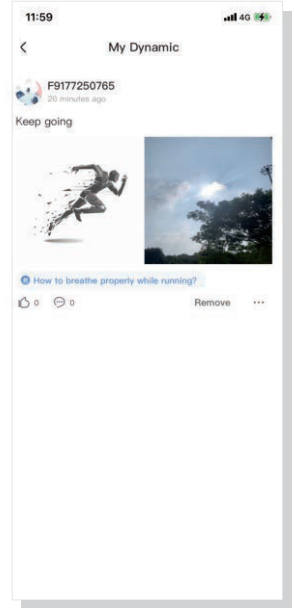 11:59
4G
My Dynamic
F9177250765
26 minutes ago
Keep going
How to breathe properly while running?
0 0 Remove ...